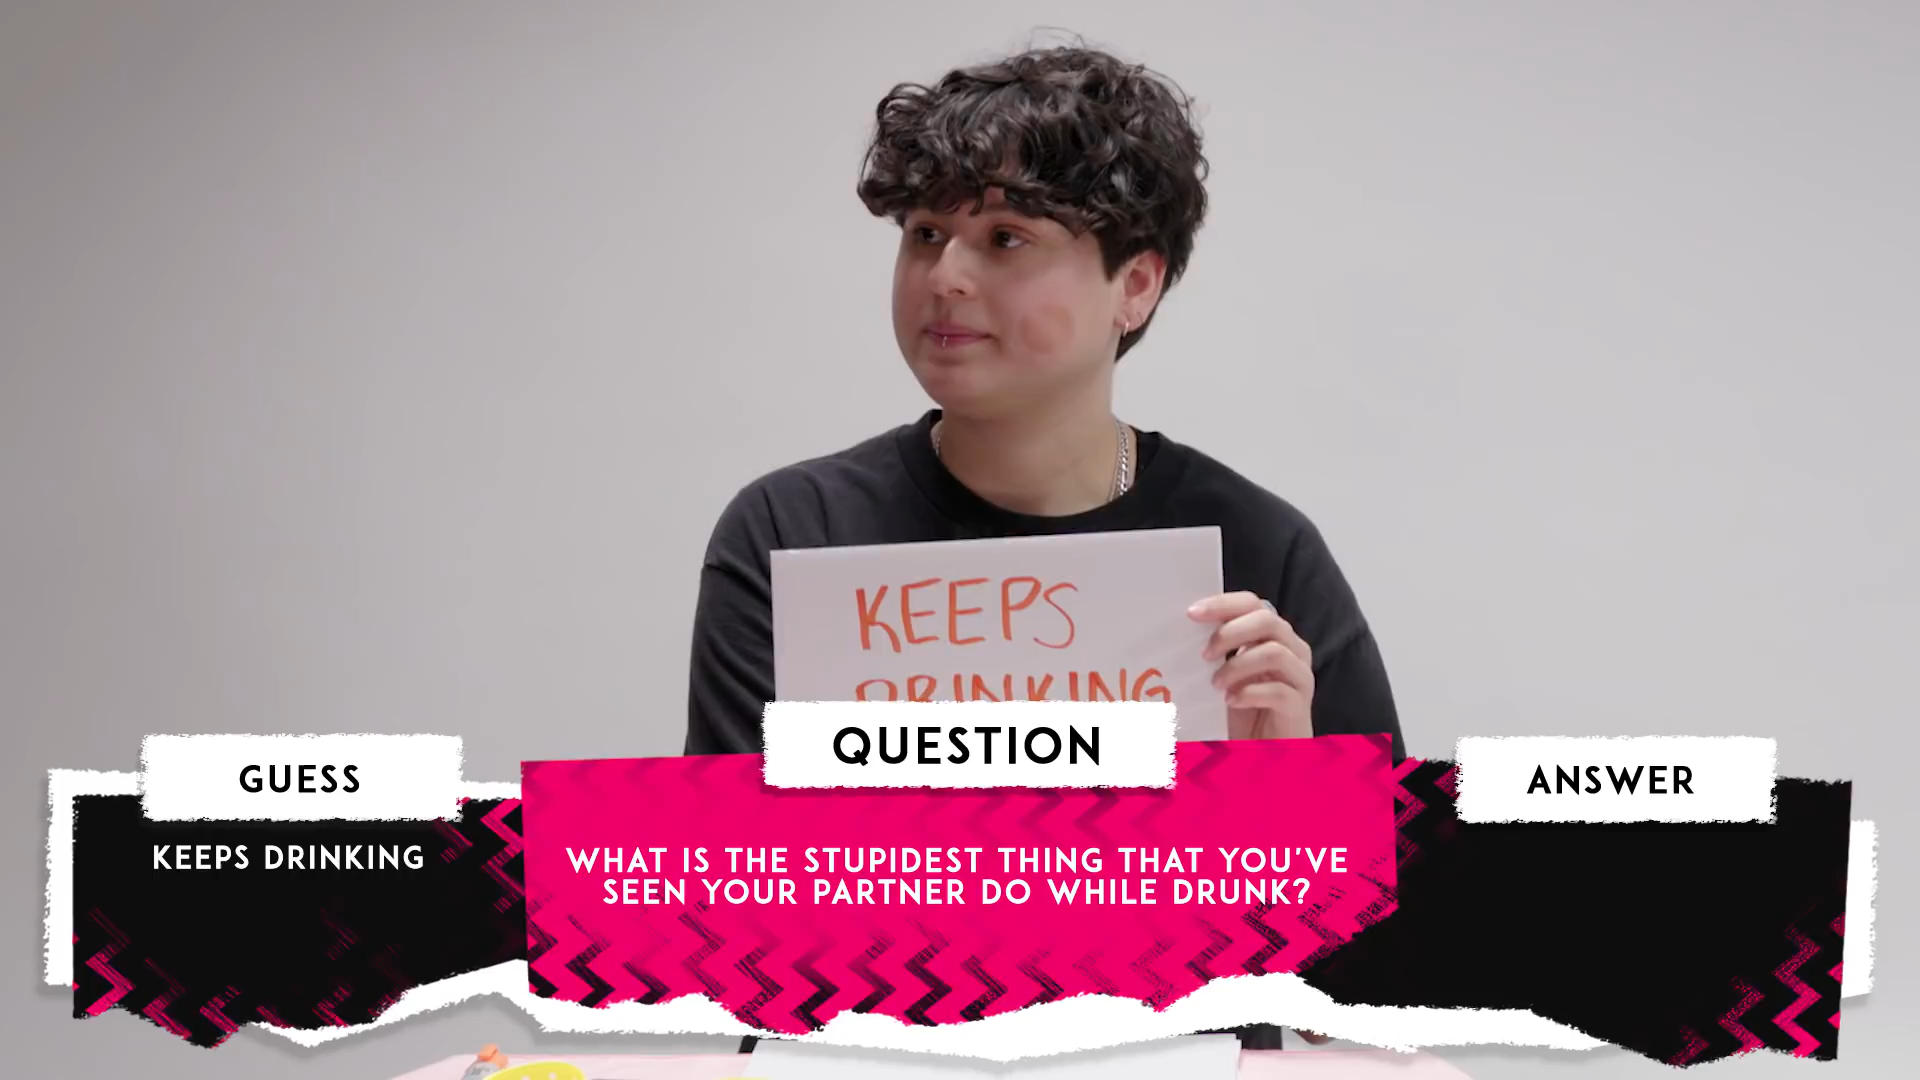 KEEPS
DRINKING
QUESTION
GUESS
ANSWER
KEEPS DRINKING
WHAT IS THE STUPIDEST THING THAT YOU'VE
SEEN YOUR PARTNER DO WHILE DRUNK?